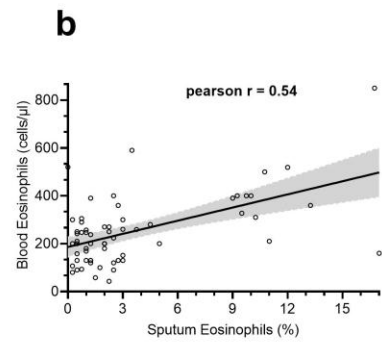 b
pearson r = 0.54
Blood Eosinophils (cells/µl)
800
600
400
200
0
0 3 6 9 12 15
Sputum Eosinophils (%)